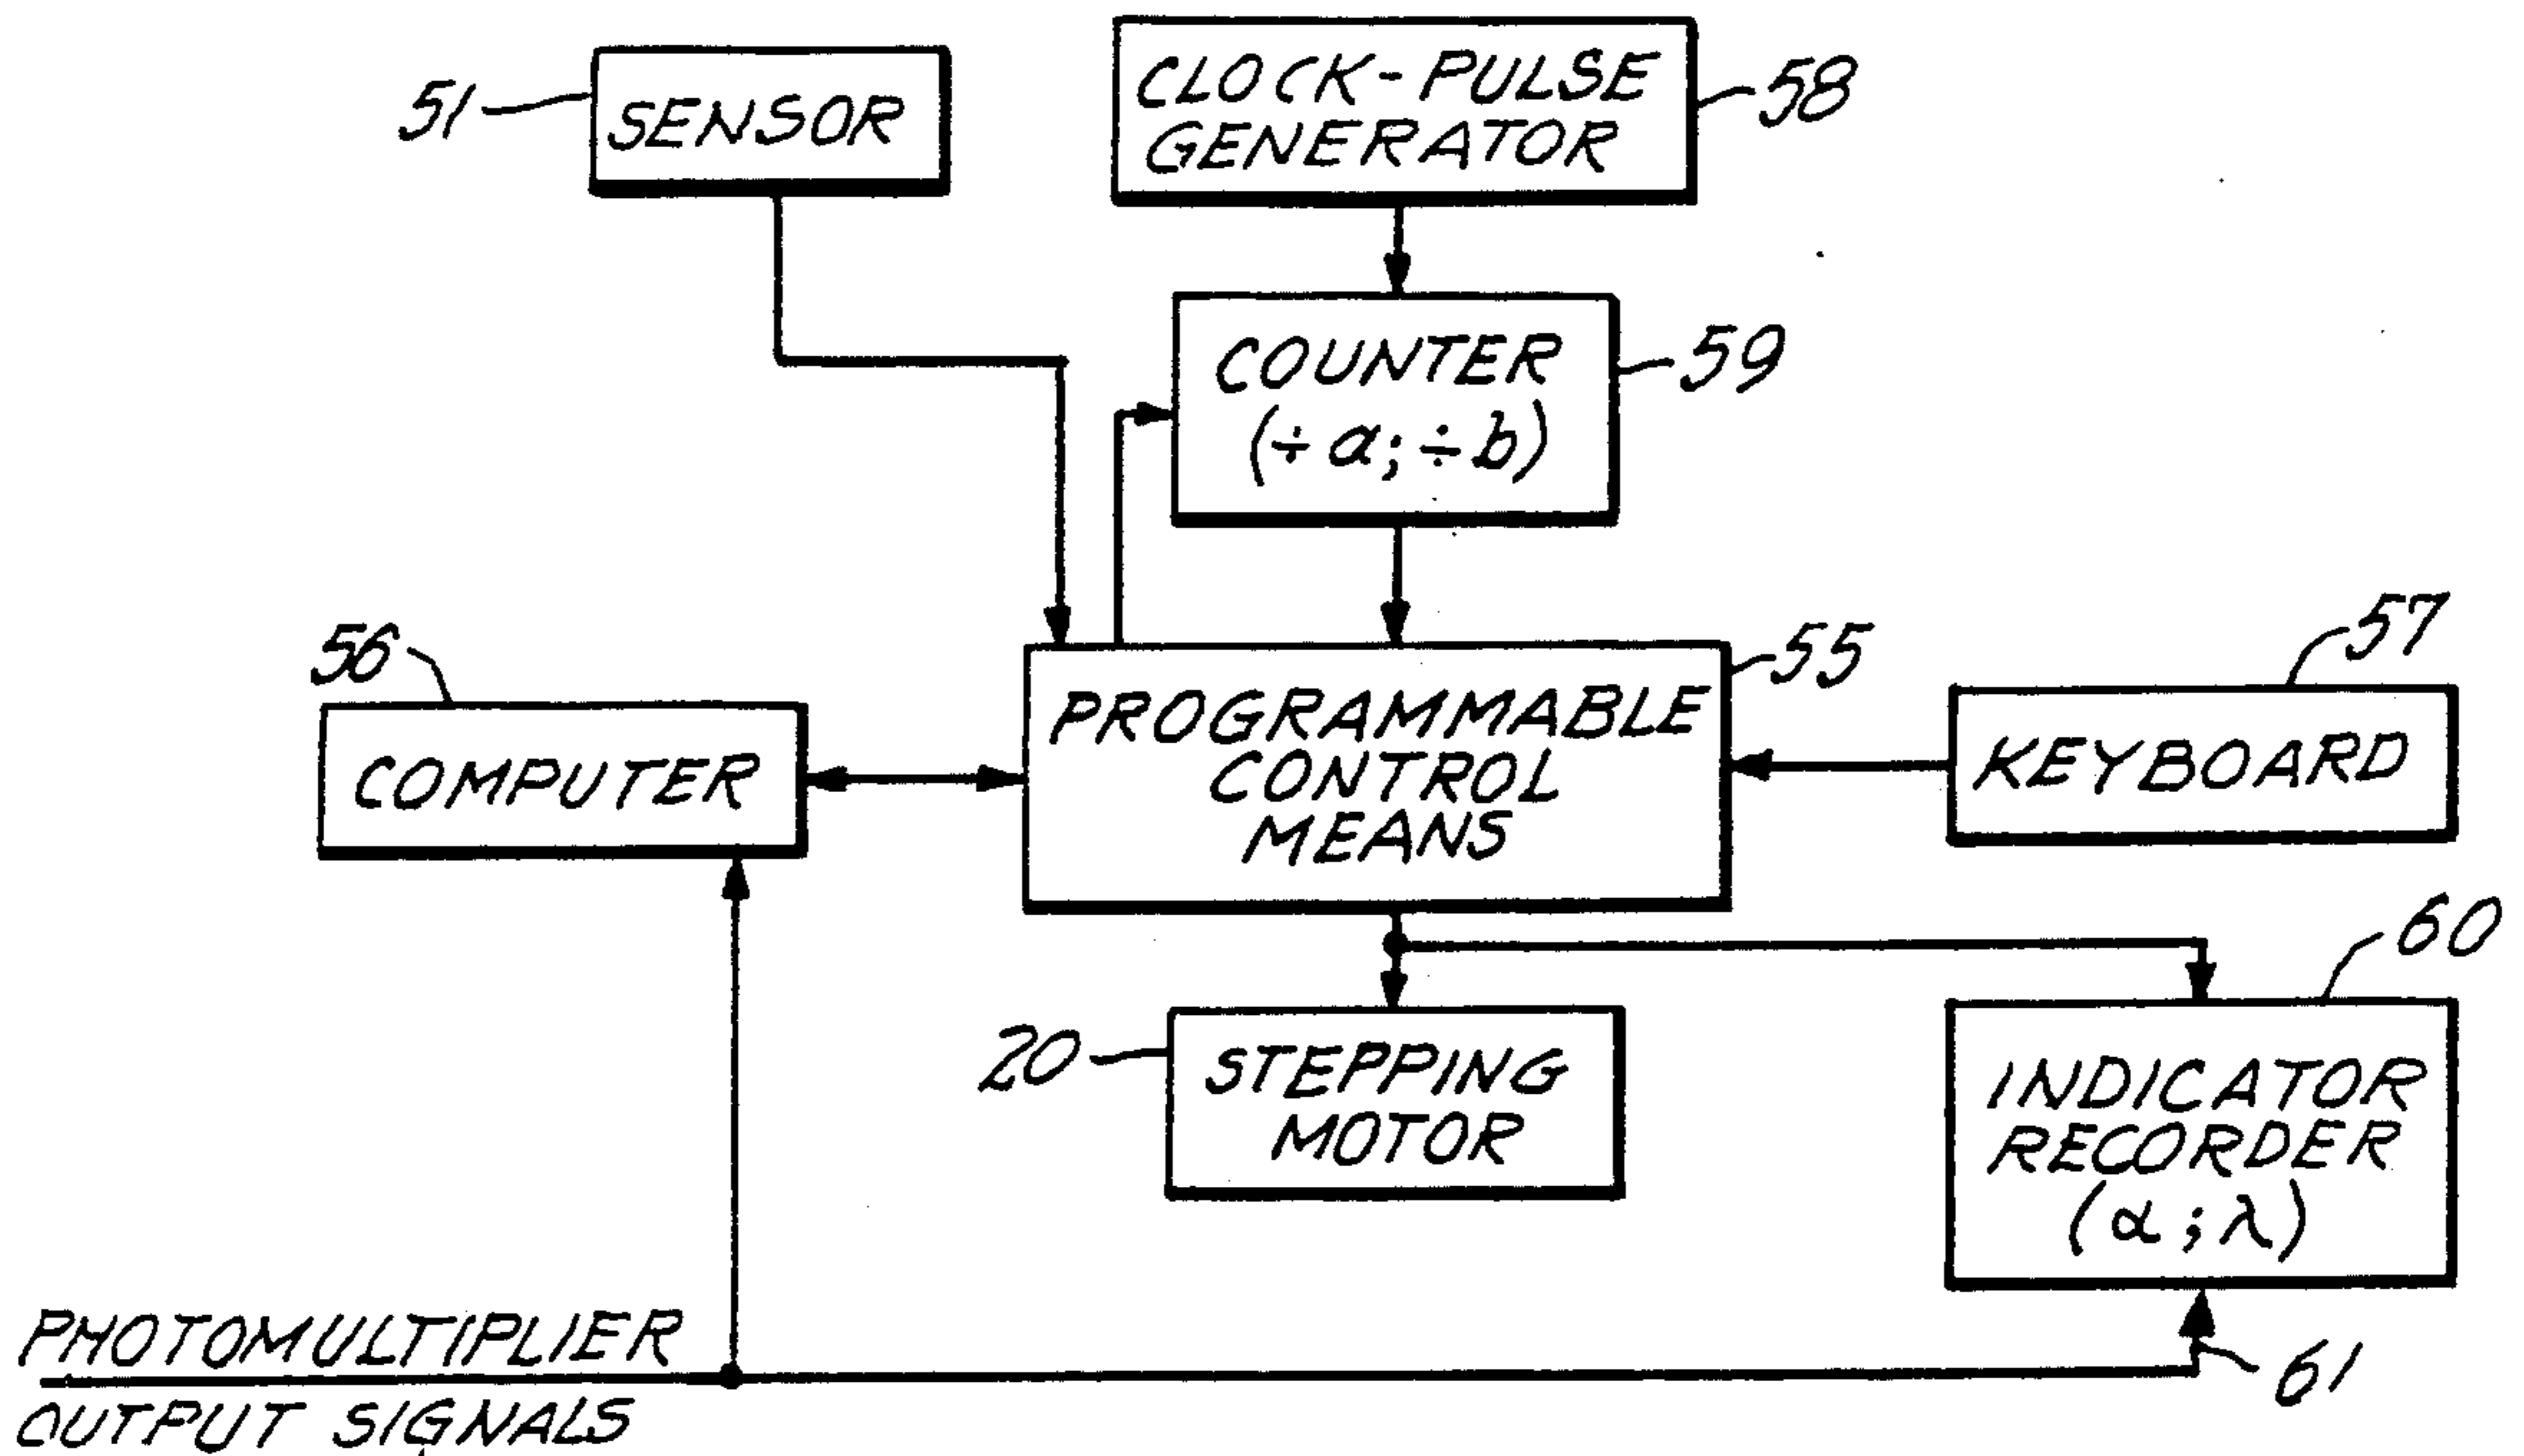 51
SENSOR
CLOCK-PULSE
GENERATOR
58
COUNTER
(÷ a; ÷ b)
59
56
COMPUTER
PROGRAMMABLE
CONTROL
MEANS
55
57
KEYBOARD
20
STEPPING
MOTOR
60
INDICATOR
RECORDER
(α; λ)
PHOTOMULTIPLIER
OUTPUT SIGNALS
61